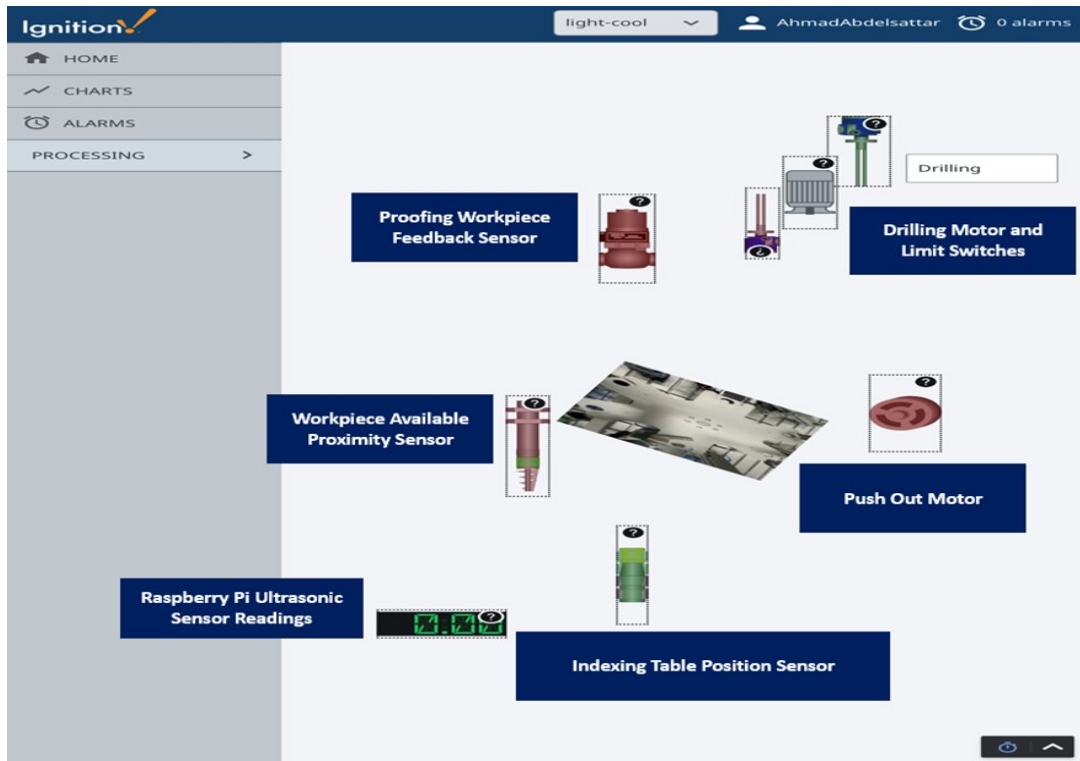 Ignition!
light-cool
AhmadAbdelsattar
0 alarms
HOME
CHARTS
ALARMS
PROCESSING
Drilling
Proofing Workpiece
Feedback Sensor
Drilling Motor and
Limit Switches
Workpiece Available
Proximity Sensor
Push Out Motor
Raspberry Pi Ultrasonic
Sensor Readings
0.00
Indexing Table Position Sensor